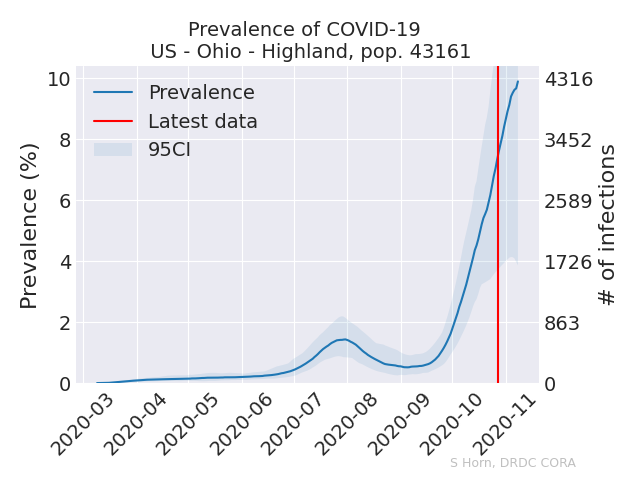 Prevalence of COVID-19
US - Ohio - Highland, pop. 43161
Prevalence
Latest data
95CI
Prevalence (%)
10
8
6
4
2
0
4316
3452
2589
1726
863
0
# of infections
2020-03
2020-04
2020-05
2020-06
2020-07
2020-08
2020-09
2020-10
2020-11
S Horn, DRDC CORA